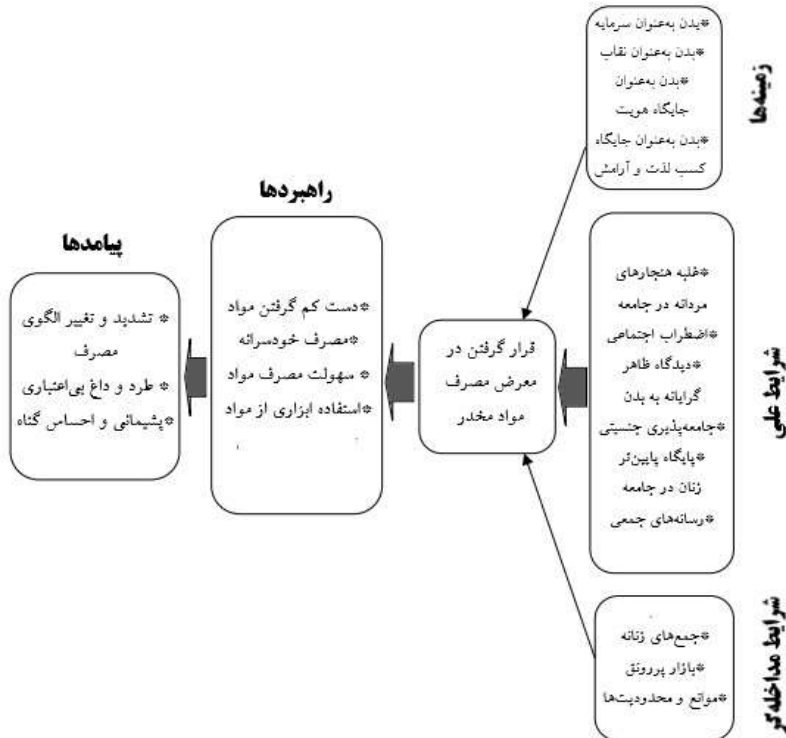 زمینه‌ها
*بدن به‌عنوان سرمایه
*بدن به‌عنوان نقاب
*بدن به‌عنوان
جایگاه هویت
*بدن به‌عنوان جایگاه
کسب لذت و آرامش
شرایط علی
*غلبه هنجارهای
مردانه در جامعه
*اضطراب اجتماعی
*دیدگاه ظاهر
گرایانه به بدن
*جامعه‌پذیری جنسیتی
*پایگاه پایین‌تر
زنان در جامعه
*رسانه‌های جمعی
شرایط مداخله‌گر
*جمع‌های زنانه
*بازار پررونق
*موانع و محدودیت‌ها
قرار گرفتن در
معرض مصرف
مواد مخدر
راهبردها
*دست کم گرفتن مواد
*مصرف خودسرانه
* سهولت مصرف مواد
*استفاده ابزاری از مواد
پیامدها
* تشدید و تغییر الگوی
مصرف
* طرد و داغ بی‌اعتباری
*پشیمانی و احساس گناه